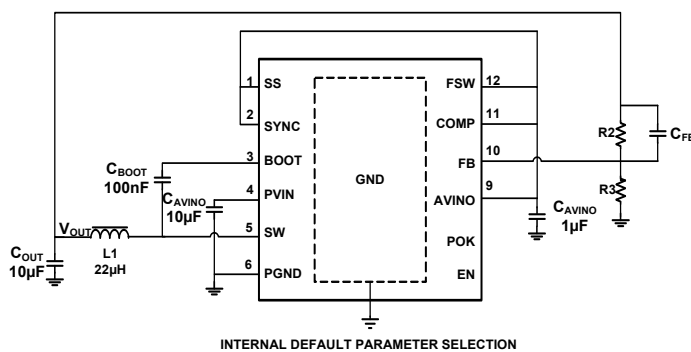 1
SS
FSW
12
2
SYNC
COMP
11
CBOOT
100nF
3
BOOT
FB
10
R2
CFB
GND
CAVINO
10µF
4
PVIN
AVINO
9
R3
CAVINO
1µF
VOUT
L1
22µH
5
SW
POK
COUT
10µF
6
PGND
EN
INTERNAL DEFAULT PARAMETER SELECTION